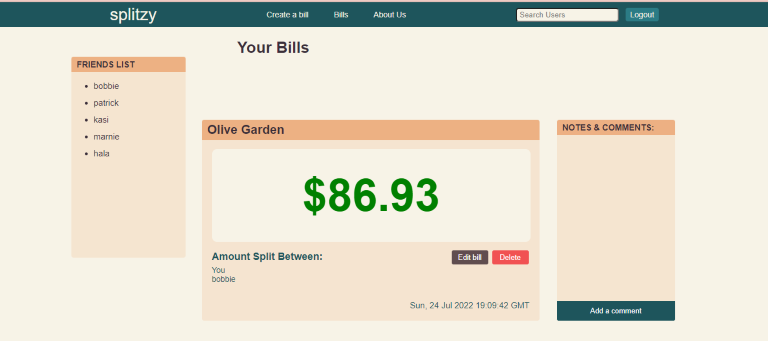 splitzy
Create a bill
Bills
About Us
Search Users
Logout
Your Bills
FRIENDS LIST
bobbie
patrick
kasi
marnie
hala
Olive Garden
$86.93
Amount Split Between:
Edit bill
Delete
You
bobbie
Sun, 24 Jul 2022 19:09:42 GMT
NOTES & COMMENTS:
Add a comment